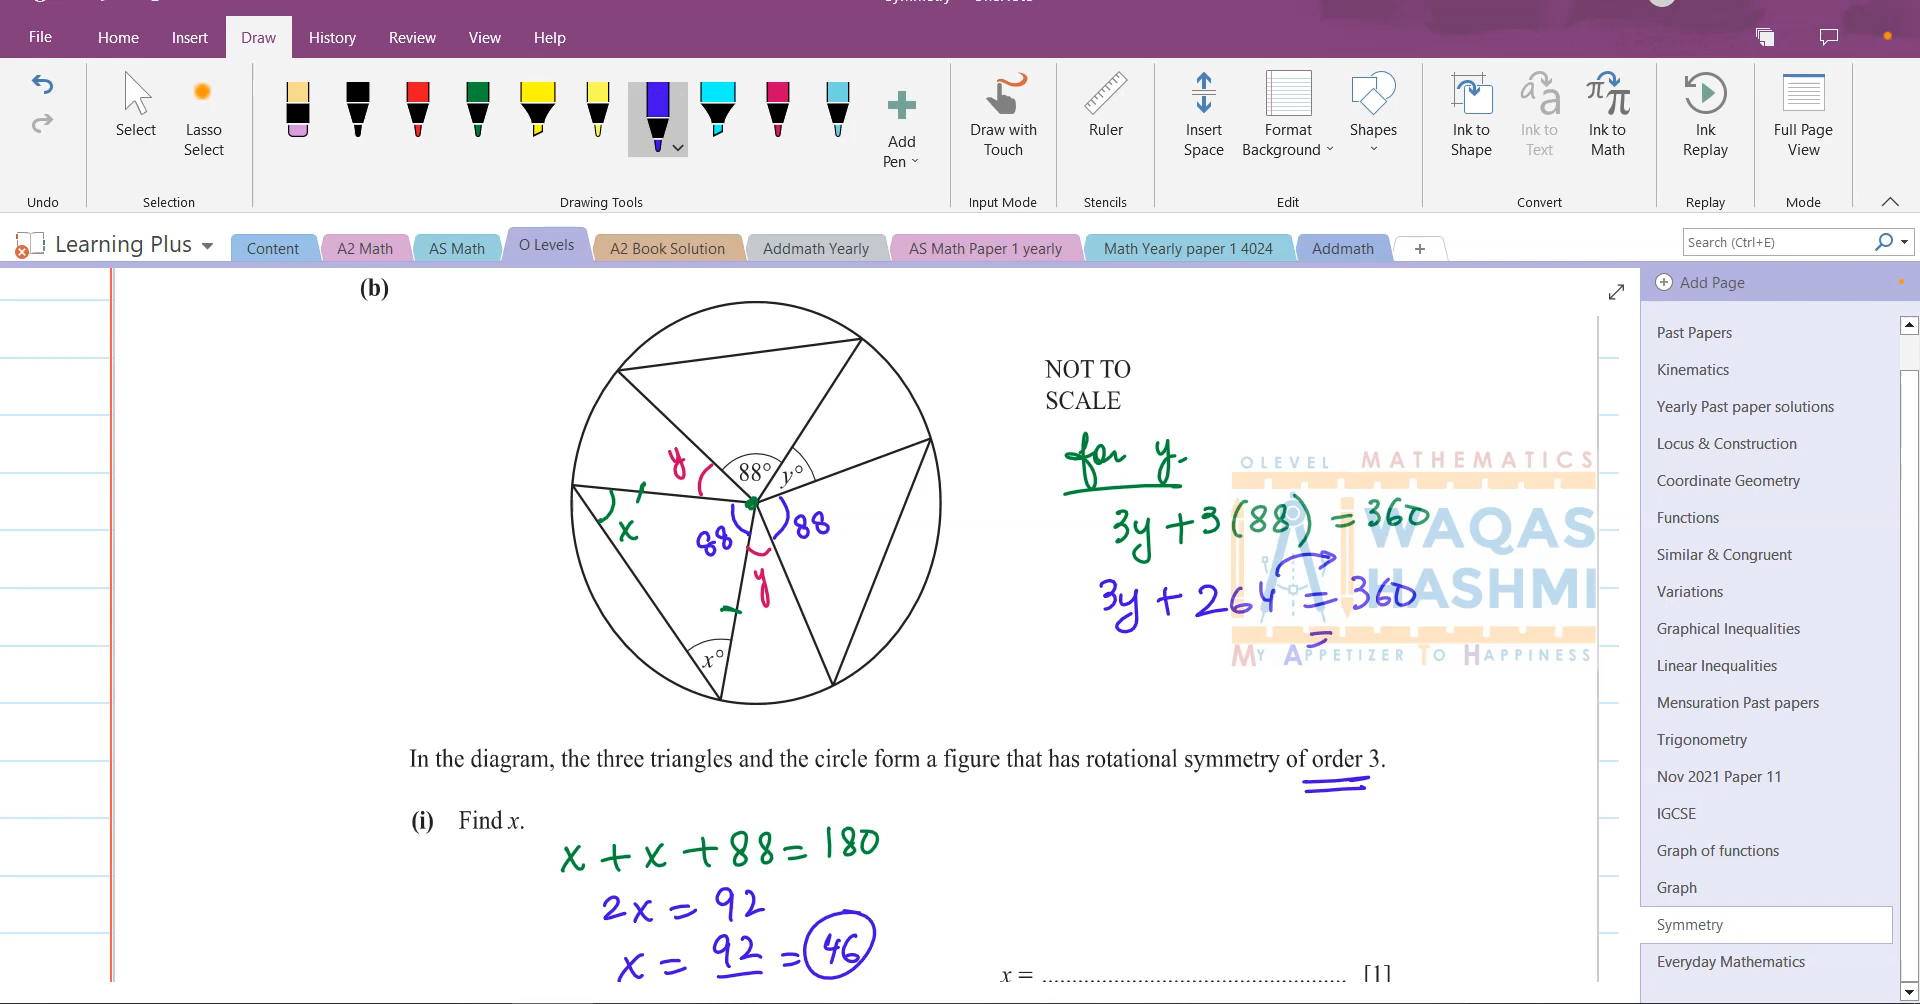 File Home Insert Draw History Review View Help
Select
Lasso Select
Add Pen
Draw with Touch
Ruler
Insert Space
Format Background
Shapes
Ink to Shape
Ink to Text
Ink to Math
Ink Replay
Full Page View
Undo Selection Drawing Tools Input Mode Stencils Edit Convert Replay Mode
Learning Plus Content A2 Math AS Math O Levels A2 Book Solution Addmath Yearly AS Math Paper 1 yearly Math Yearly paper 1 4024 Addmath +
Search (Ctrl+E)
Add Page
Past Papers
Kinematics
Yearly Past paper solutions
Locus & Construction
Coordinate Geometry
Functions
Similar & Congruent
Variations
Graphical Inequalities
Linear Inequalities
Mensuration Past papers
Trigonometry
Nov 2021 Paper 11
IGCSE
Graph of functions
Graph
Symmetry
Everyday Mathematics
(b)
NOT TO
SCALE
88°
y°
y
x
88
88
y
x°
for y.
3y + 3(88) = 360
3y + 264 = 360
=
OLEVEL MATHEMATICS
WAQAS
HASHMI
MY APPETIZER TO HAPPINESS
In the diagram, the three triangles and the circle form a figure that has rotational symmetry of order 3.
(i) Find x.
x + x + 88 = 180
2x = 92
x = 92 = 46
x = .................................................. [1]